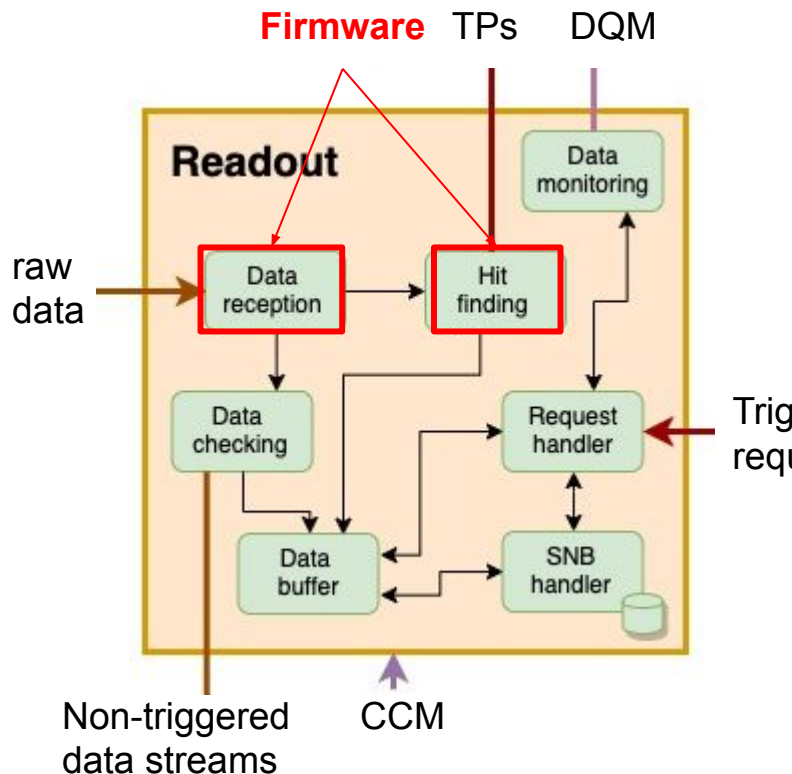 Firmware TPs DQM
Readout
Data
monitoring
raw
data
Data
reception
Hit
finding
Data
checking
Request
handler
Data
buffer
SNB
handler
Non-triggered
data streams
CCM